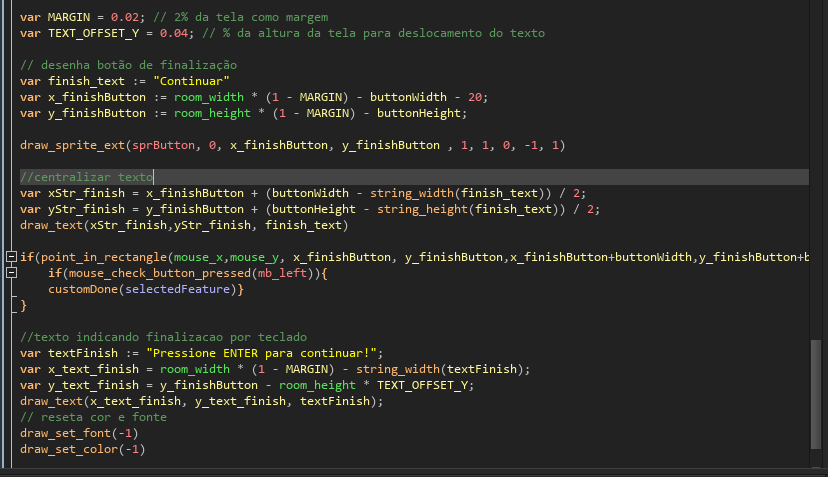 var MARGIN = 0.02; // 2% da tela como margem
var TEXT_OFFSET_Y = 0.04; // % da altura da tela para deslocamento do texto
// desenha botão de finalização
var finish_text := "Continuar"
var x_finishButton := room_width * (1 - MARGIN) - buttonWidth - 20;
var y_finishButton := room_height * (1 - MARGIN) - buttonHeight;
draw_sprite_ext(sprButton, 0, x_finishButton, y_finishButton , 1, 1, 0, -1, 1)
//centralizar texto
var xStr_finish = x_finishButton + (buttonWidth - string_width(finish_text)) / 2;
var yStr_finish = y_finishButton + (buttonHeight - string_height(finish_text)) / 2;
draw_text(xStr_finish,yStr_finish, finish_text)
if(point_in_rectangle(mouse_x,mouse_y, x_finishButton, y_finishButton,x_finishButton+buttonWidth,y_finishButton+b
if(mouse_check_button_pressed(mb_left)){
customDone(selectedFeature)}
}
//texto indicando finalizacao por teclado
var textFinish := "Pressione ENTER para continuar!";
var x_text_finish = room_width * (1 - MARGIN) - string_width(textFinish);
var y_text_finish = y_finishButton - room_height * TEXT_OFFSET_Y;
draw_text(x_text_finish, y_text_finish, textFinish);
// reseta cor e fonte
draw_set_font(-1)
draw_set_color(-1)